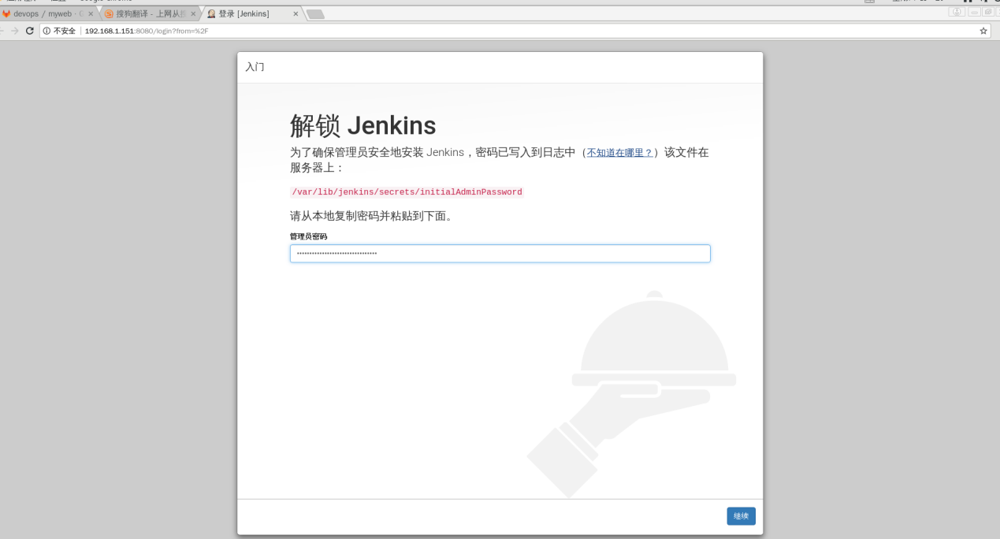 devops / myweb · G
搜狗翻译 - 上网从搜
登录 [Jenkins]
不安全 192.168.1.151:8080/login?from=%2F
入门
解锁 Jenkins
为了确保管理员安全地安装 Jenkins，密码已写入到日志中（不知道在哪里？）该文件在
服务器上：
/var/lib/jenkins/secrets/initialAdminPassword
请从本地复制密码并粘贴到下面。
管理员密码
••••••••••••••••••••••••••••••••
继续